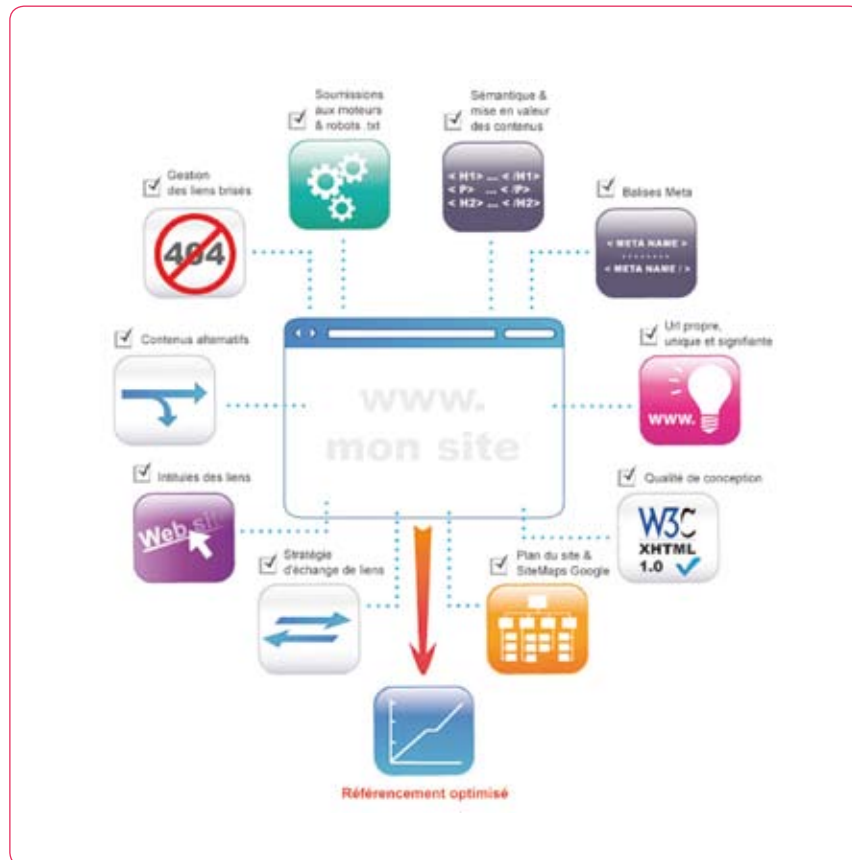 Soumissions
aux moteurs
& robots .txt
Sémantique &
mise en valeur
des contenus
< H1> ... < /H1>
< P> ... < /P>
< H2> ... < /H2>
Gestion
des liens brisés
404
Balises Meta
< META NAME >
........
< META NAME / >
Contenus alternatifs
Url propre,
unique et signifiante
www.
www.
mon site
Intitulés des liens
Web site
Qualité de conception
W3C
XHTML
1.0
Stratégie
d'échange de liens
Plan du site &
SiteMaps Google
Référencement optimisé